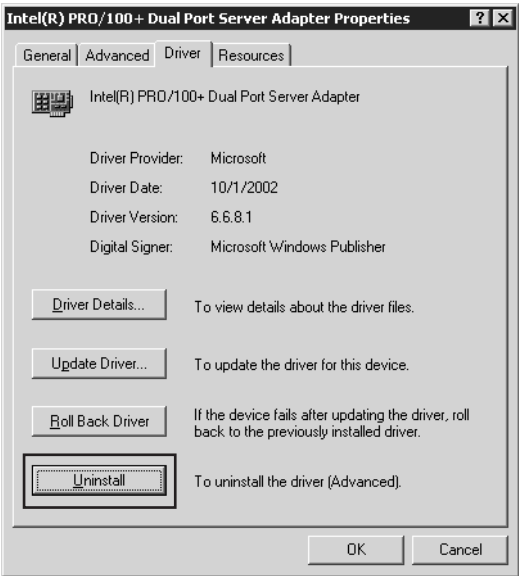 Intel(R) PRO/100+ Dual Port Server Adapter Properties ? X
General Advanced Driver Resources
Intel(R) PRO/100+ Dual Port Server Adapter
Driver Provider: Microsoft
Driver Date: 10/1/2002
Driver Version: 6.6.8.1
Digital Signer: Microsoft Windows Publisher
Driver Details... To view details about the driver files.
Update Driver... To update the driver for this device.
Roll Back Driver If the device fails after updating the driver, roll
back to the previously installed driver.
Uninstall To uninstall the driver (Advanced).
OK Cancel